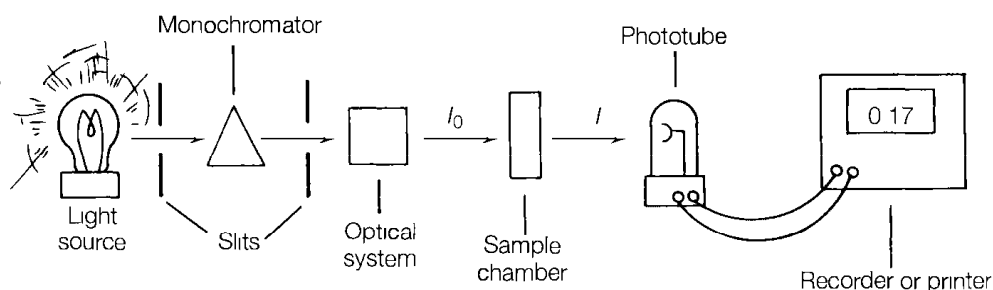 Monochromator
Phototube
I0
I
0 17
Light
source
Slits
Optical
system
Sample
chamber
Recorder or printer